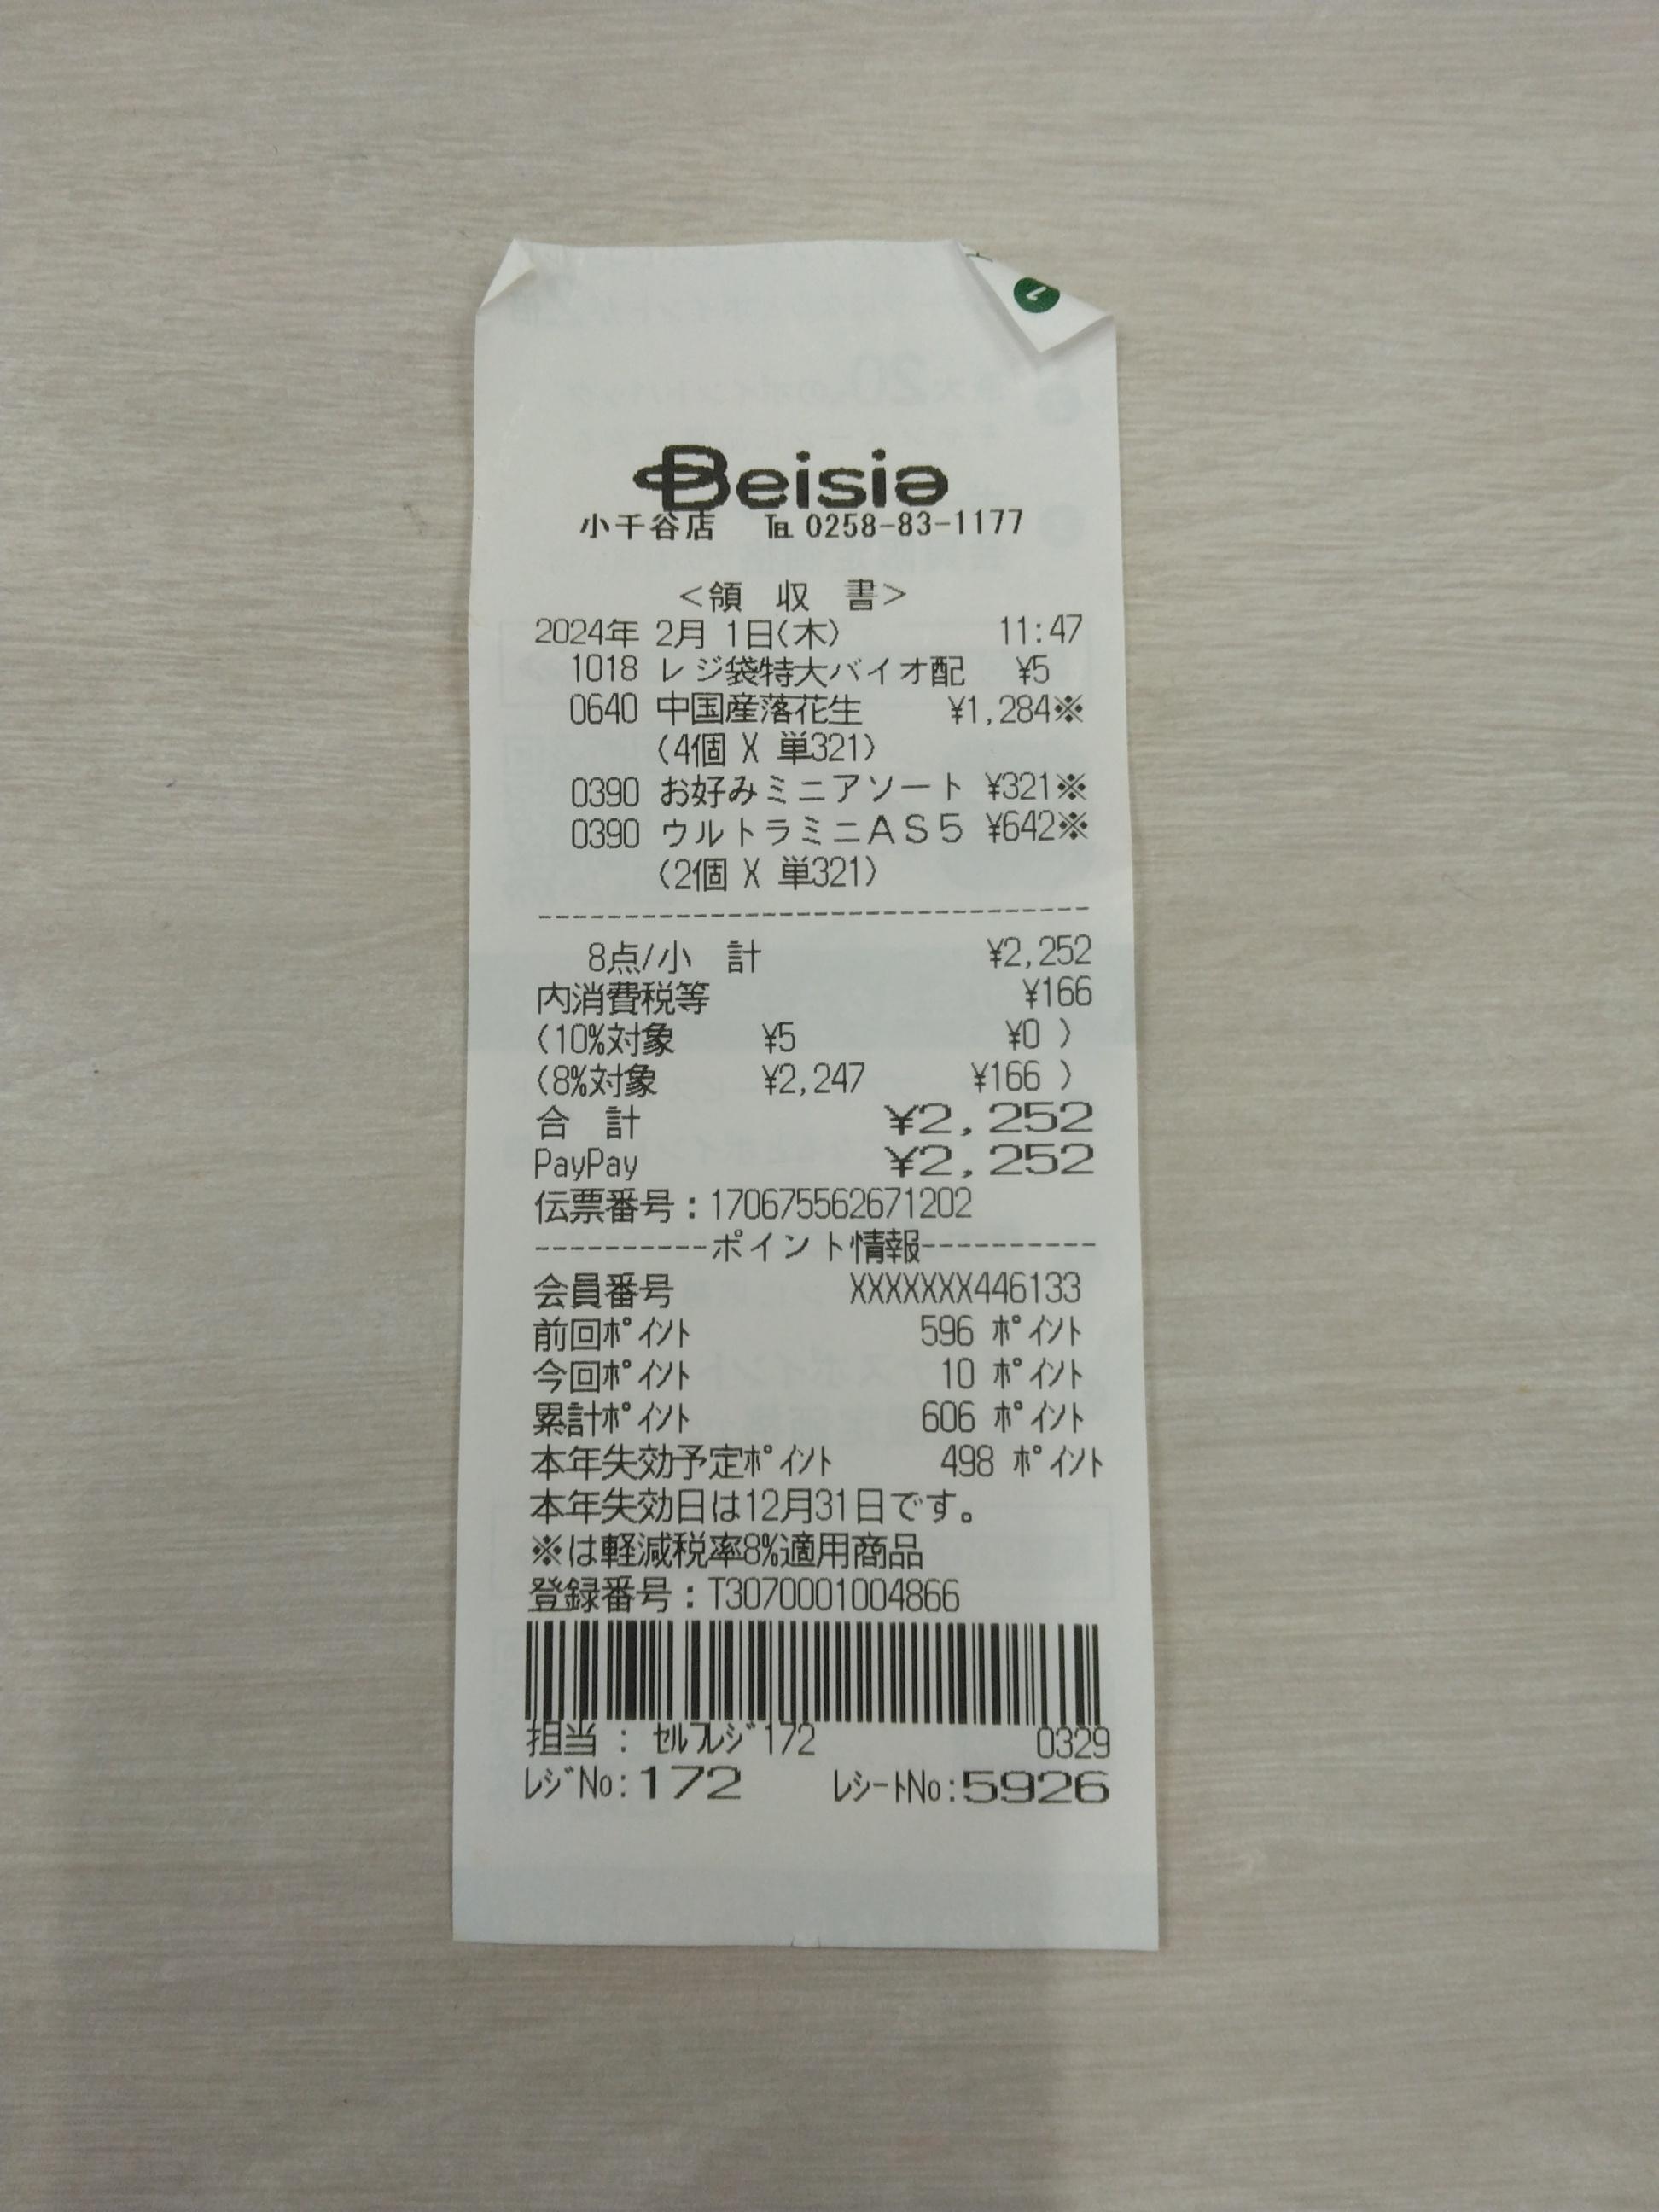 Beisia
小千谷店 ℡ 0258-83-1177
<領 収 書>
2024年 2月 1日(木) 11:47
1018 レジ袋特大バイオ配 ¥5
0640 中国産落花生 ¥1,284※
(4個 X 単321)
0390 お好みミニアソート ¥321※
0390 ウルトラミニAS5 ¥642※
(2個 X 単321)
--------------------------------
8点/小 計 ¥2,252
内消費税等 ¥166
(10%対象 ¥5 ¥0 )
(8%対象 ¥2,247 ¥166 )
合 計 ¥2,252
PayPay ¥2,252
伝票番号:170675562671202
----------ポイント情報----------
会員番号 XXXXXXX446133
前回ポイント 596 ポイント
今回ポイント 10 ポイント
累計ポイント 606 ポイント
本年失効予定ポイント 498 ポイント
本年失効日は12月31日です。
※は軽減税率8%適用商品
登録番号:T3070001004866
担当 : セルフレジ172 0329
レジNo:172 レシートNo:5926